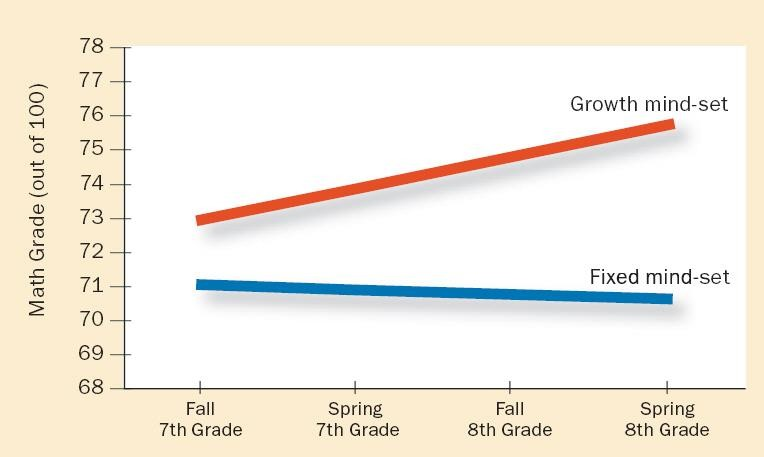 Math Grade (out of 100)
78
77
76
75
74
73
72
71
70
69
68
Growth mind-set
Fixed mind-set
Fall
7th Grade
Spring
7th Grade
Fall
8th Grade
Spring
8th Grade